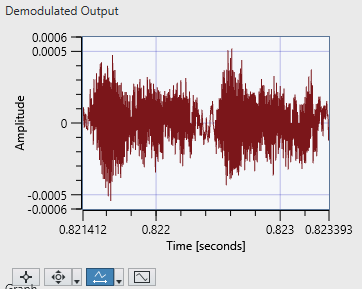 Demodulated Output
0.0006
0.0005
0
-0.0005
-0.0006
Amplitude
0.821412 0.822 0.823 0.823393
Time [seconds]
Graph